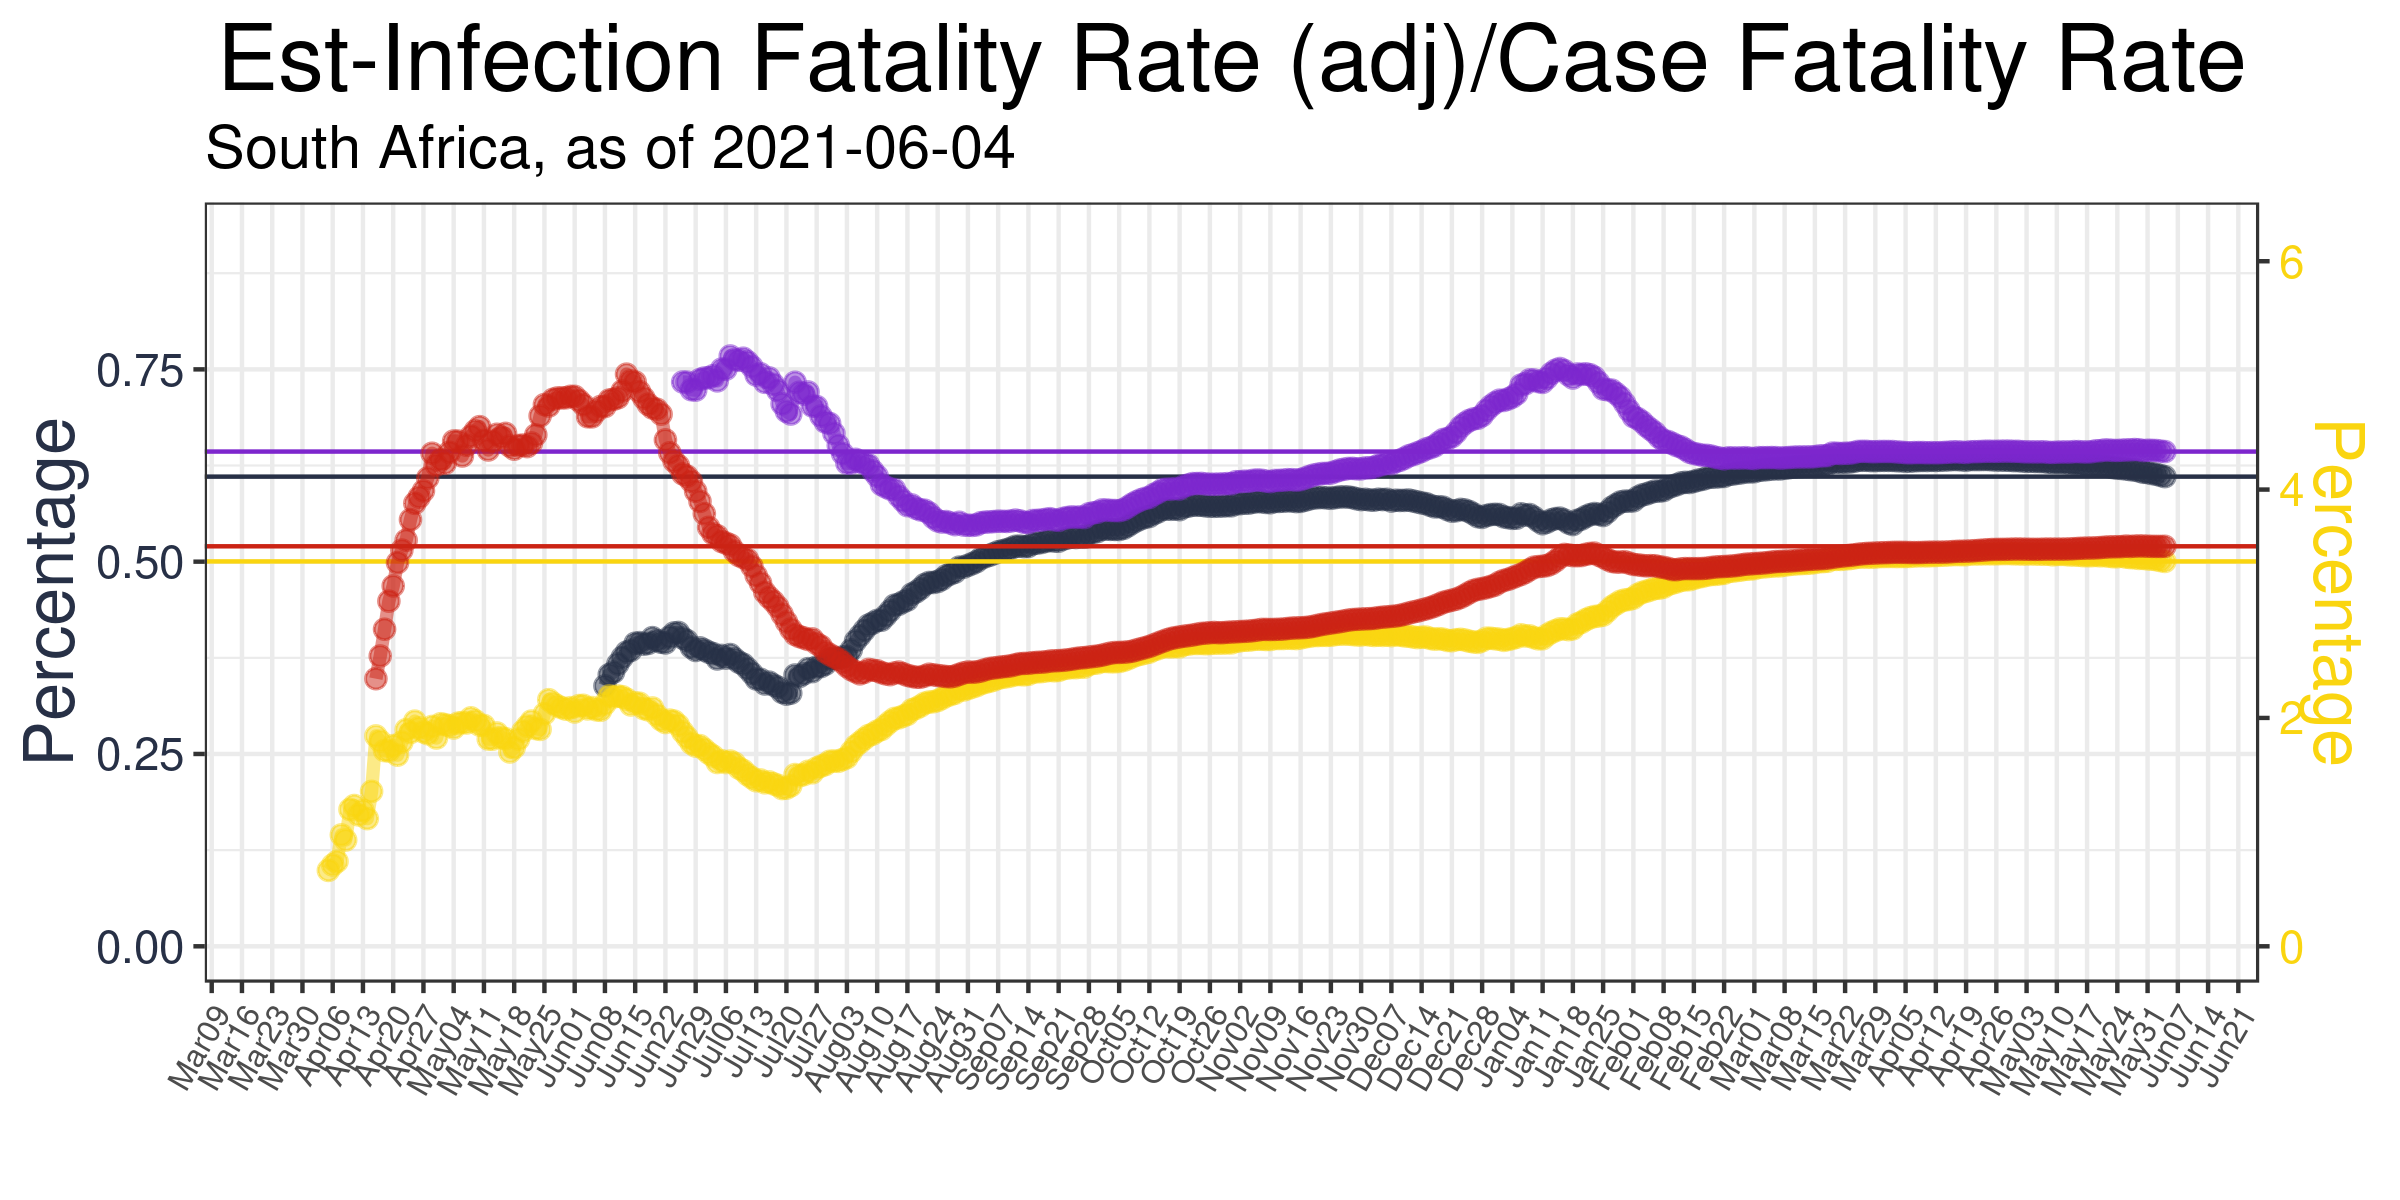 Est-Infection Fatality Rate (adj)/Case Fatality Rate
South Africa, as of 2021-06-04
Percentage
0.75
0.50
0.25
0.00
6
4
2
0
Percentage
Mar09
Mar16
Mar23
Mar30
Apr06
Apr13
Apr20
Apr27
May04
May11
May18
May25
Jun01
Jun08
Jun15
Jun22
Jun29
Jul06
Jul13
Jul20
Jul27
Aug03
Aug10
Aug17
Aug24
Aug31
Sep07
Sep14
Sep21
Sep28
Oct05
Oct12
Oct19
Oct26
Nov02
Nov09
Nov16
Nov23
Nov30
Dec07
Dec14
Dec21
Dec28
Jan04
Jan11
Jan18
Jan25
Feb01
Feb08
Feb15
Feb22
Mar01
Mar08
Mar15
Mar22
Mar29
Apr05
Apr12
Apr19
Apr26
May03
May10
May17
May24
May31
Jun07
Jun14
Jun21